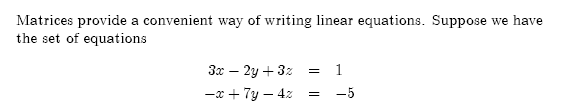 Matrices provide a convenient way of writing linear equations. Suppose we have
the set of equations
3x − 2y + 3z = 1
−x + 7y − 4z = −5